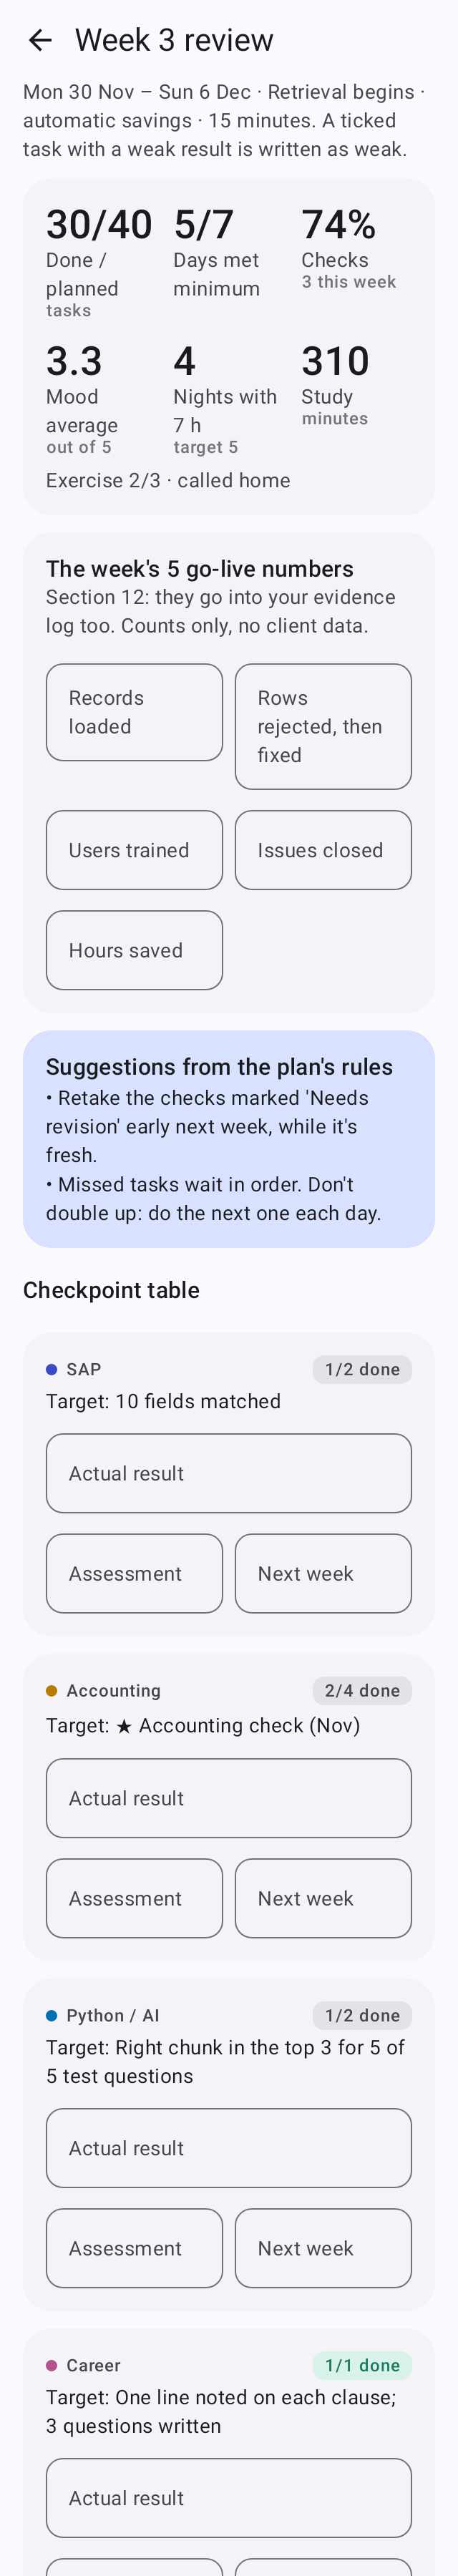 Week 3 review
Mon 30 Nov – Sun 6 Dec · Retrieval begins ·
automatic savings · 15 minutes. A ticked
task with a weak result is written as weak.
30/40
Done /
planned
tasks
5/7
Days met
minimum
74%
Checks
3 this week
3.3
Mood
average
out of 5
4
Nights with
7 h
target 5
310
Study
minutes
Exercise 2/3 · called home
The week's 5 go-live numbers
Section 12: they go into your evidence
log too. Counts only, no client data.
Records
loaded
Rows
rejected, then
fixed
Users trained
Issues closed
Hours saved
Suggestions from the plan's rules
• Retake the checks marked 'Needs
revision' early next week, while it's
fresh.
• Missed tasks wait in order. Don't
double up: do the next one each day.
Checkpoint table
SAP
1/2 done
Target: 10 fields matched
Actual result
Assessment
Next week
Accounting
2/4 done
Target: ★ Accounting check (Nov)
Actual result
Assessment
Next week
Python / AI
1/2 done
Target: Right chunk in the top 3 for 5 of
5 test questions
Actual result
Assessment
Next week
Career
1/1 done
Target: One line noted on each clause;
3 questions written
Actual result